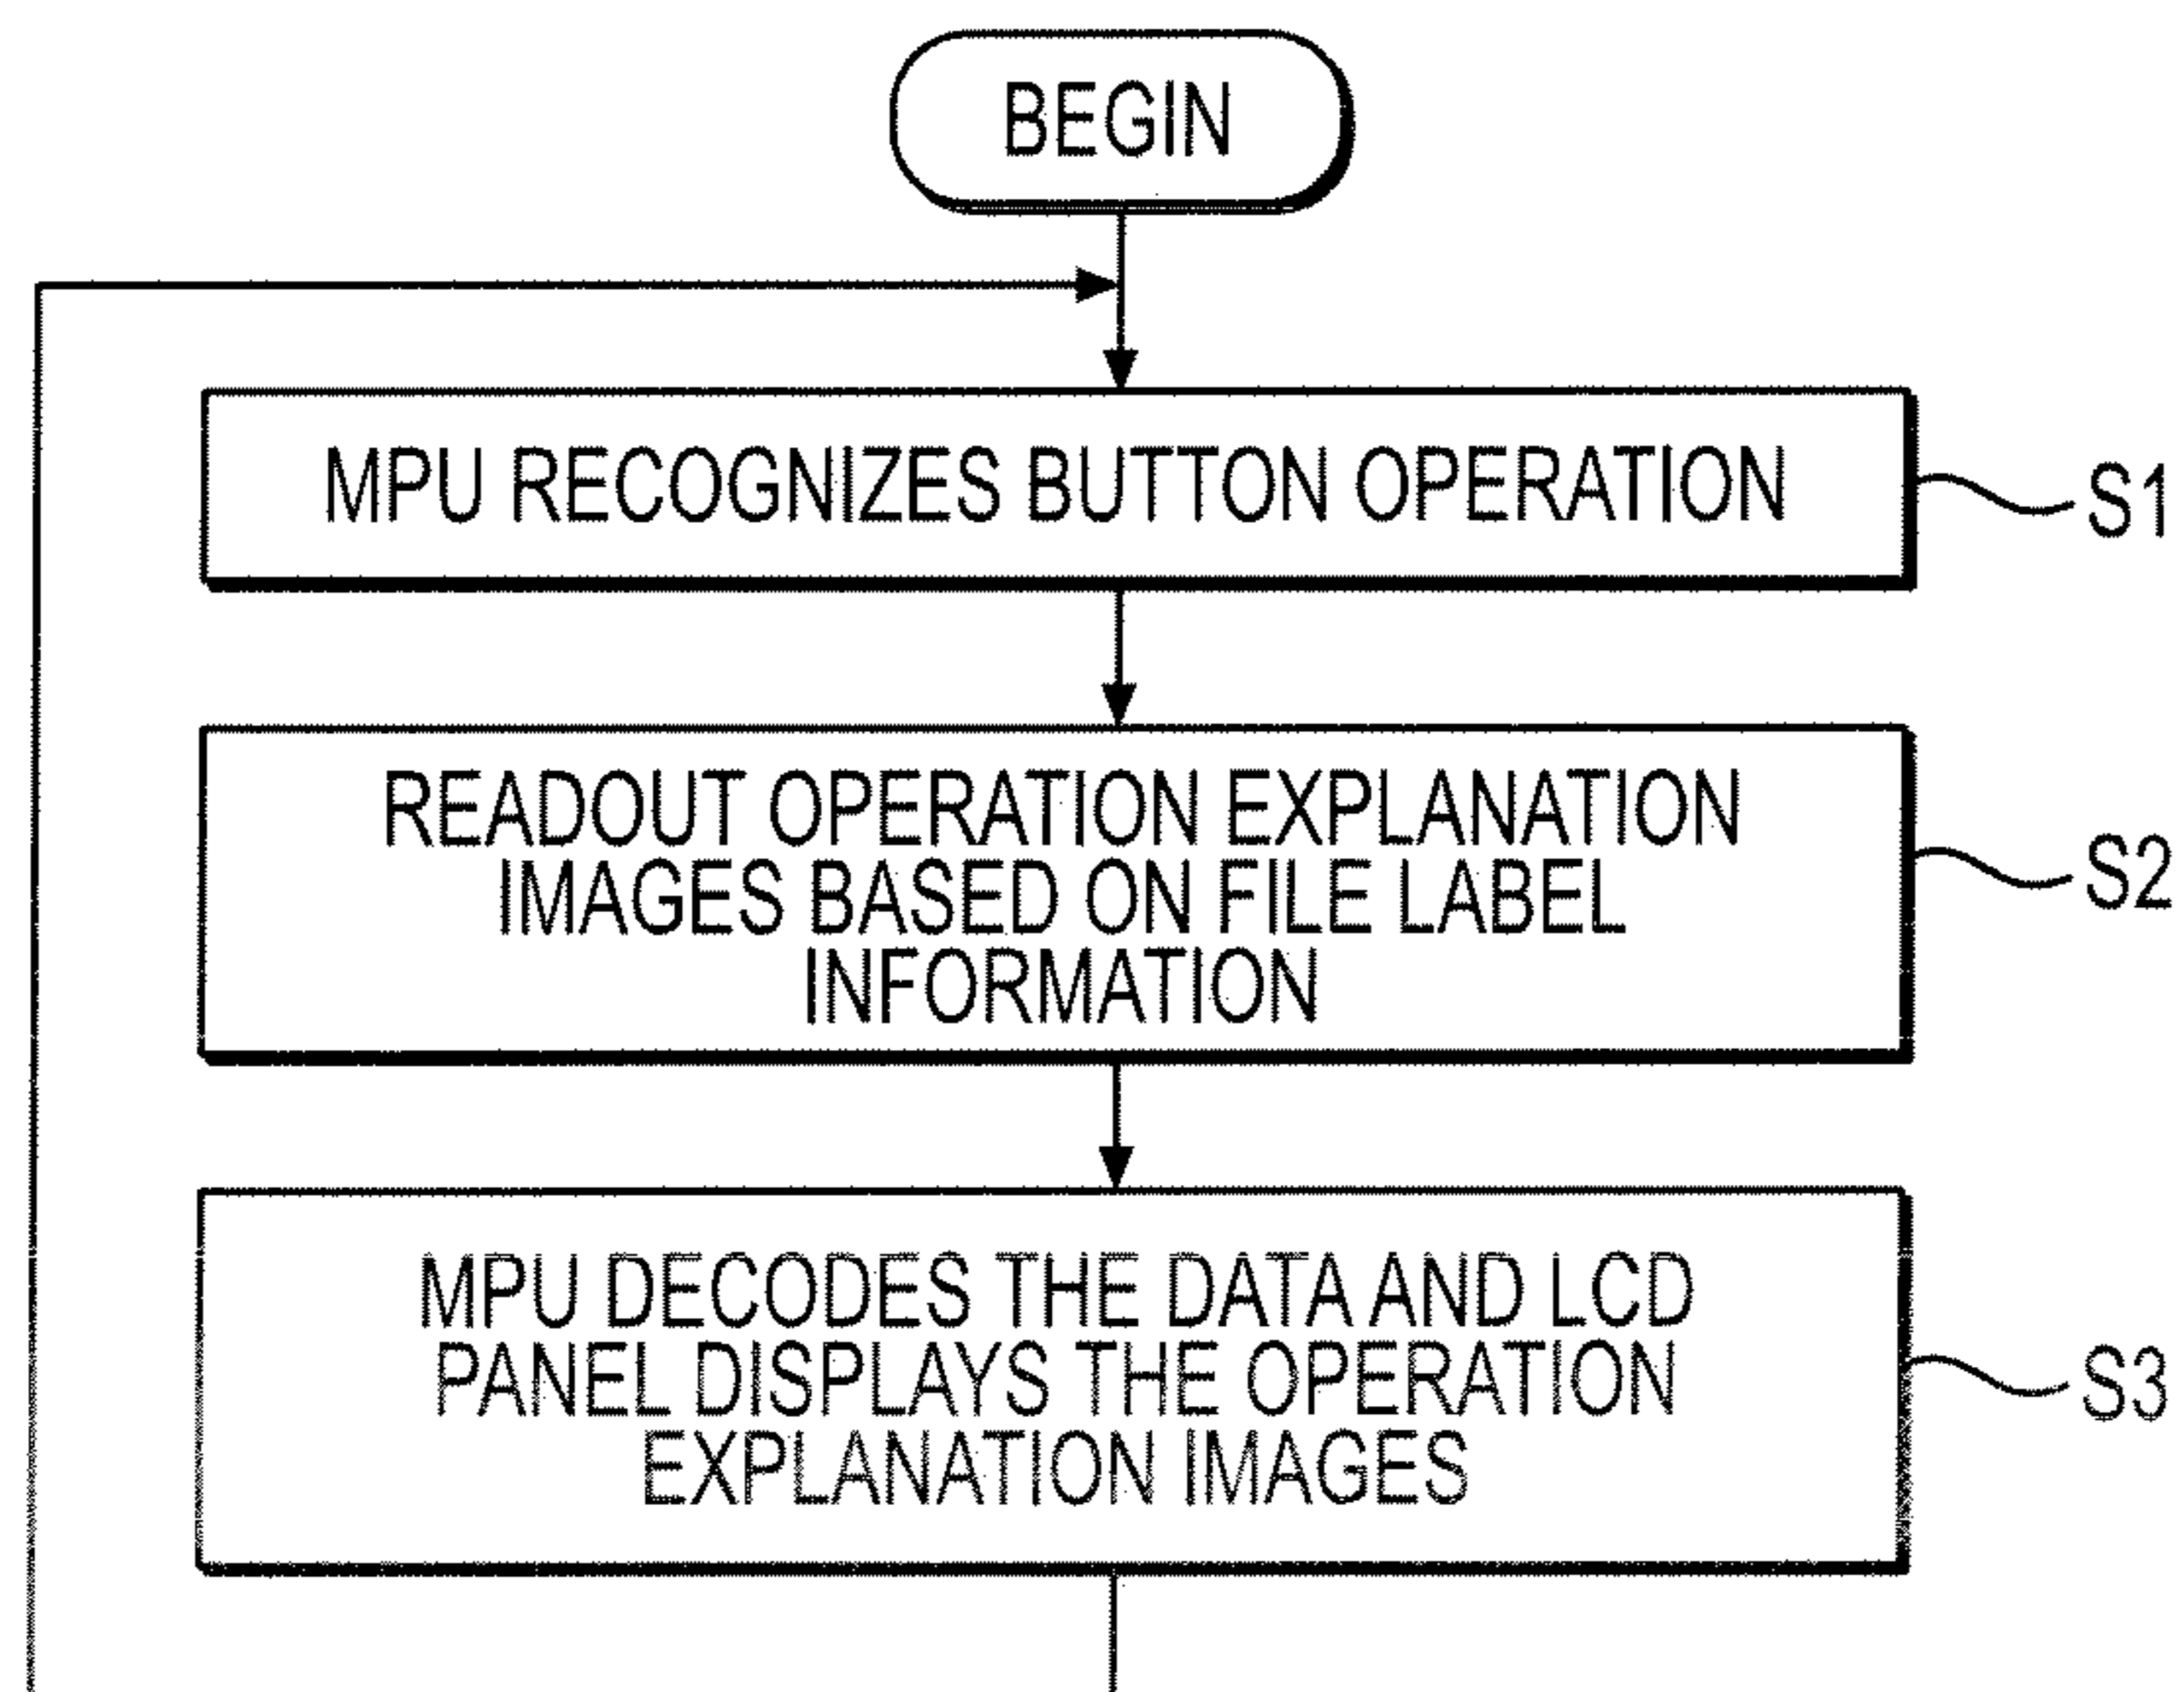 BEGIN
MPU RECOGNIZES BUTTON OPERATION
S1
READOUT OPERATION EXPLANATION
IMAGES BASED ON FILE LABEL
INFORMATION
S2
MPU DECODES THE DATA AND LCD
PANEL DISPLAYS THE OPERATION
EXPLANATION IMAGES
S3